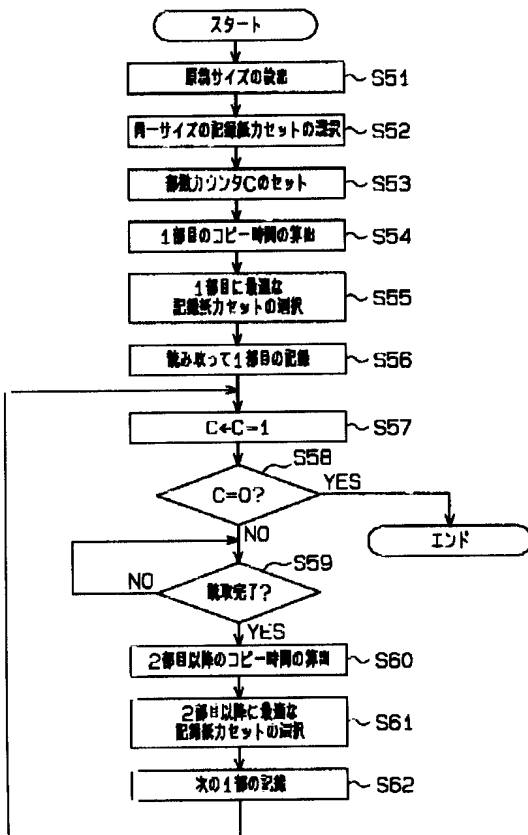 スタート
原稿サイズの検出
S51
同一サイズの記録紙カセットの選択
S52
部数カウンタCのセット
S53
1部目のコピー時間の算出
S54
1部目に最適な
記録紙カセットの選択
S55
読み取って1部目の記録
S56
C←C-1
S57
S58
C=0?
YES
エンド
NO
S59
読取完了?
NO
YES
2部目以降のコピー時間の算出
S60
2部目以降に最適な
記録紙カセットの選択
S61
次の1部の記録
S62